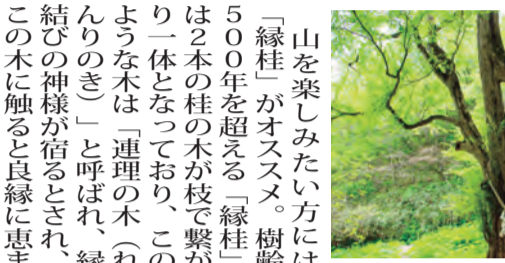 山を楽しみたい方には
「縁桂」がオススメ。樹齢
５００年を超える「縁桂」
は２本の桂の木が枝で繋が
り一体となっており、この
ような木は「連理の木（れ
んりのき）」と呼ばれ、縁
結びの神様が宿るとされ、
この木に触ると良縁に恵ま